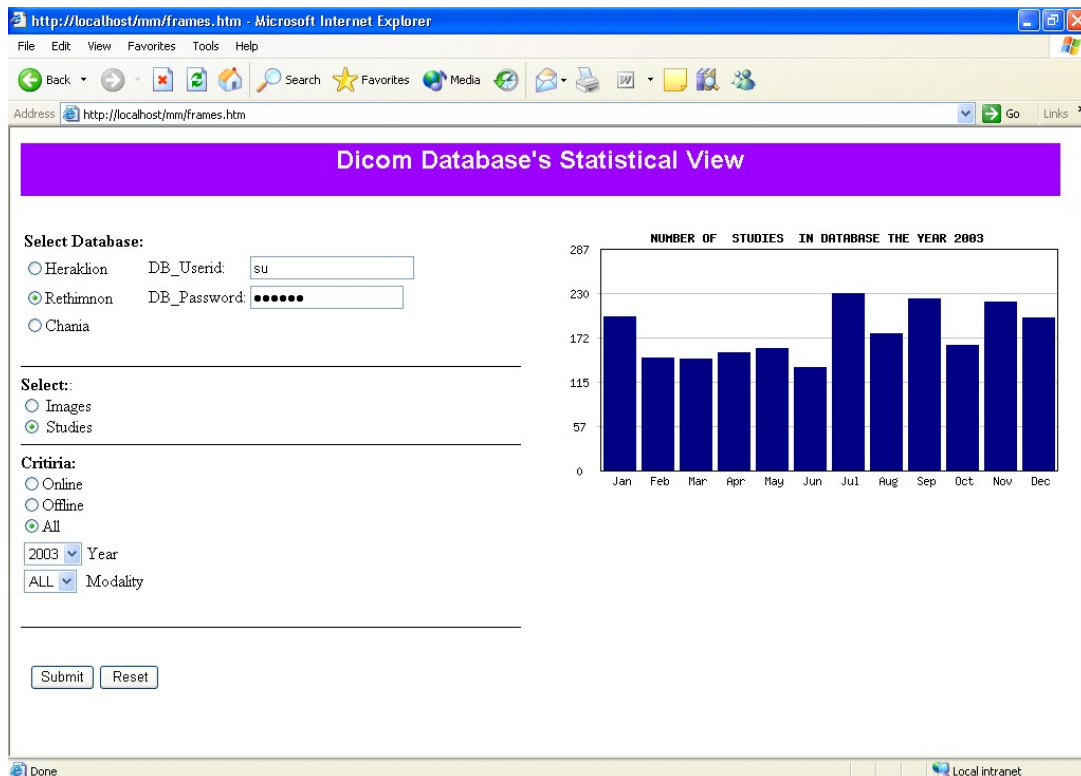 http://localhost/mm/frames.htm - Microsoft Internet Explorer
File Edit View Favorites Tools Help
Back Search Favorites Media
Address http://localhost/mm/frames.htm Go Links
Dicom Database's Statistical View
Select Database:
Heraklion DB_Userid: su
Rethimnon DB_Password: ●●●●●●
Chania
Select::
Images
Studies
Critiria:
Online
Offline
All
2003 Year
ALL Modality
Submit Reset
NUMBER OF STUDIES IN DATABASE THE YEAR 2003
287
230
172
115
57
0
Jan Feb Mar Apr May Jun Jul Aug Sep Oct Nov Dec
Done Local intranet